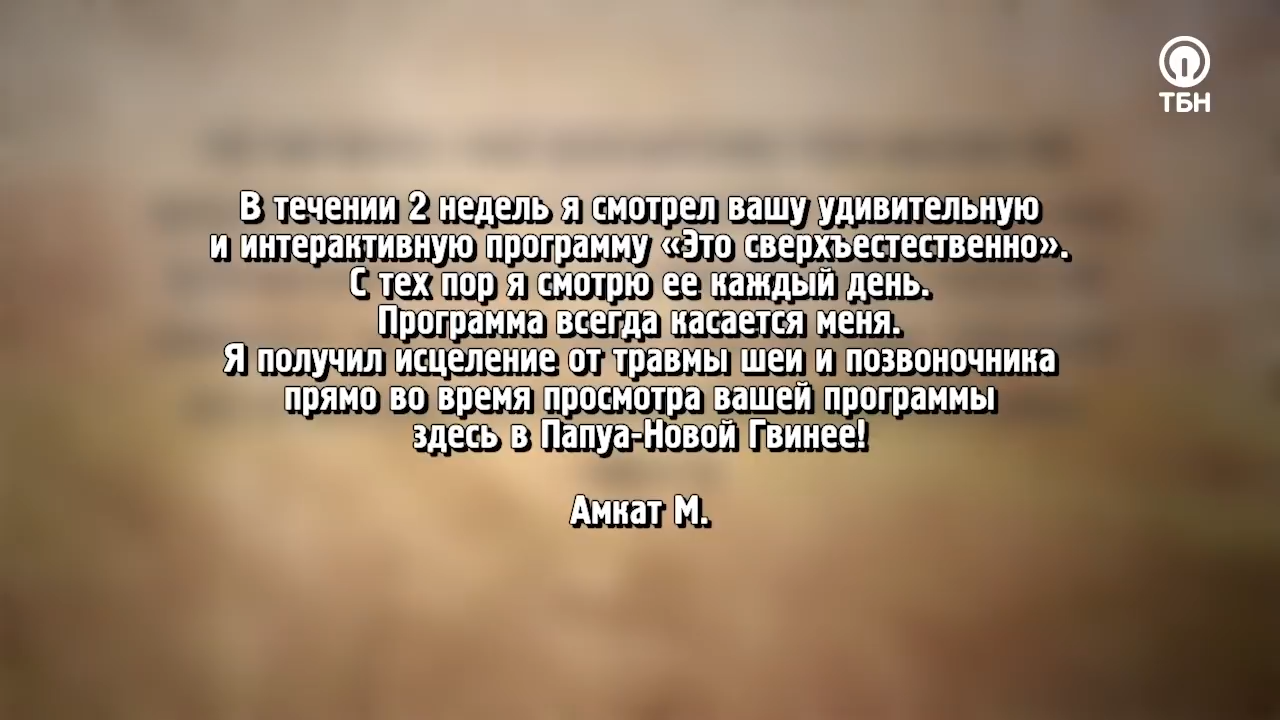 ТБН
В течении 2 недель я смотрел вашу удивительную
и интерактивную программу «Это сверхъестественно».
С тех пор я смотрю ее каждый день.
Программа всегда касается меня.
Я получил исцеление от травмы шеи и позвоночника
прямо во время просмотра вашей программы
здесь в Папуа-Новой Гвинее!
Амкат М.